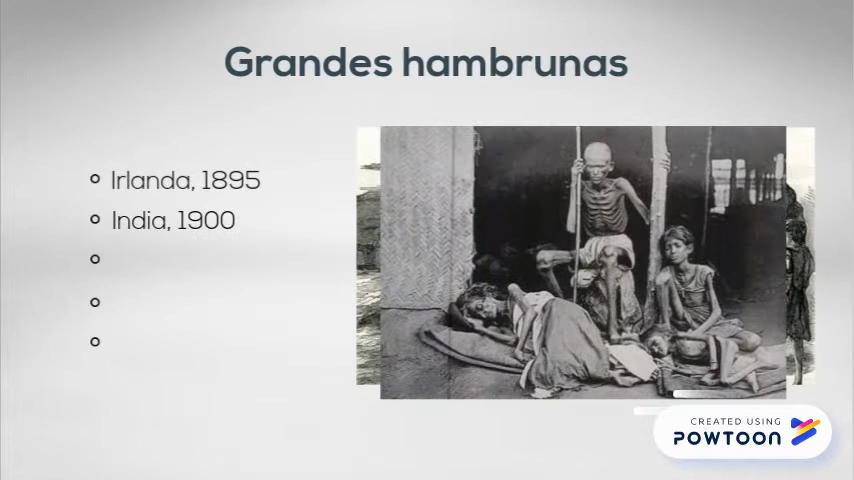 Grandes hambrunas
Irlanda, 1895
India, 1900
CREATED USING
POWTOON